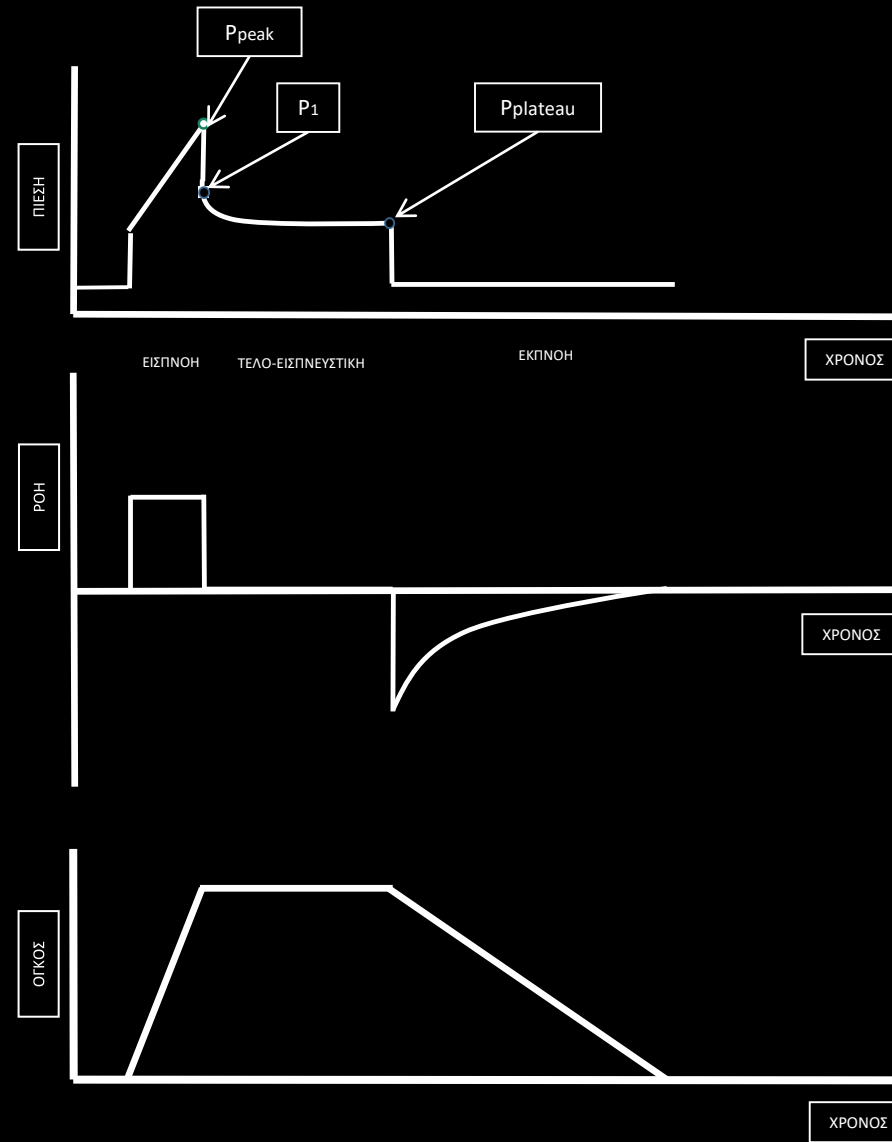 Ppeak
P1
Pplateau
ΠΙΕΣΗ
ΕΙΣΠΝΟΗ
ΤΕΛΟ-ΕΙΣΠΝΕΥΣΤΙΚΗ
ΕΚΠΝΟΗ
ΧΡΟΝΟΣ
ΡΟΗ
ΧΡΟΝΟΣ
ΟΓΚΟΣ
ΧΡΟΝΟΣ